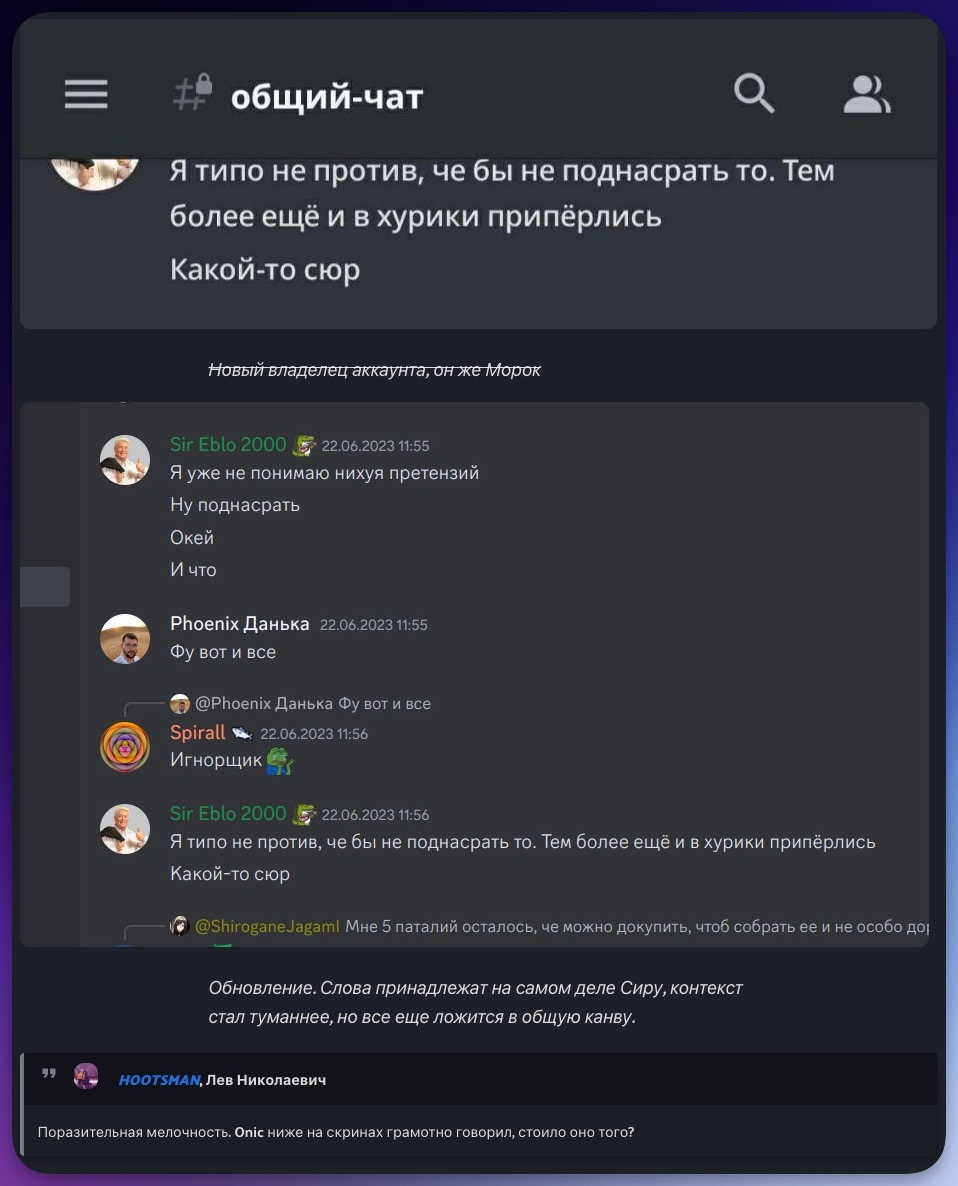 общий-чат
Я типо не против, че бы не поднасрать то. Тем
более ещё и в хурики припёрлись
Какой-то сюр
Новый владелец аккаунта, он же Морок
Sir Eblo 2000 22.06.2023 11:55
Я уже не понимаю нихуя претензий
Ну поднасрать
Окей
И что
Phoenix Данька 22.06.2023 11:55
Фу вот и все
@Phoenix Данька Фу вот и все
Spirall 22.06.2023 11:56
Игнорщик
Sir Eblo 2000 22.06.2023 11:56
Я типо не против, че бы не поднасрать то. Тем более ещё и в хурики припёрлись
Какой-то сюр
@ShiroganeJagamI Мне 5 паталий осталось, че можно докупить, чтоб собрать ее и не особо дор
Обновление. Слова принадлежат на самом деле Сиру, контекст
стал туманнее, но все еще ложится в общую канву.
HOOTSMAN, Лев Николаевич
Поразительная мелочность. Onic ниже на скринах грамотно говорил, стоило оно того?